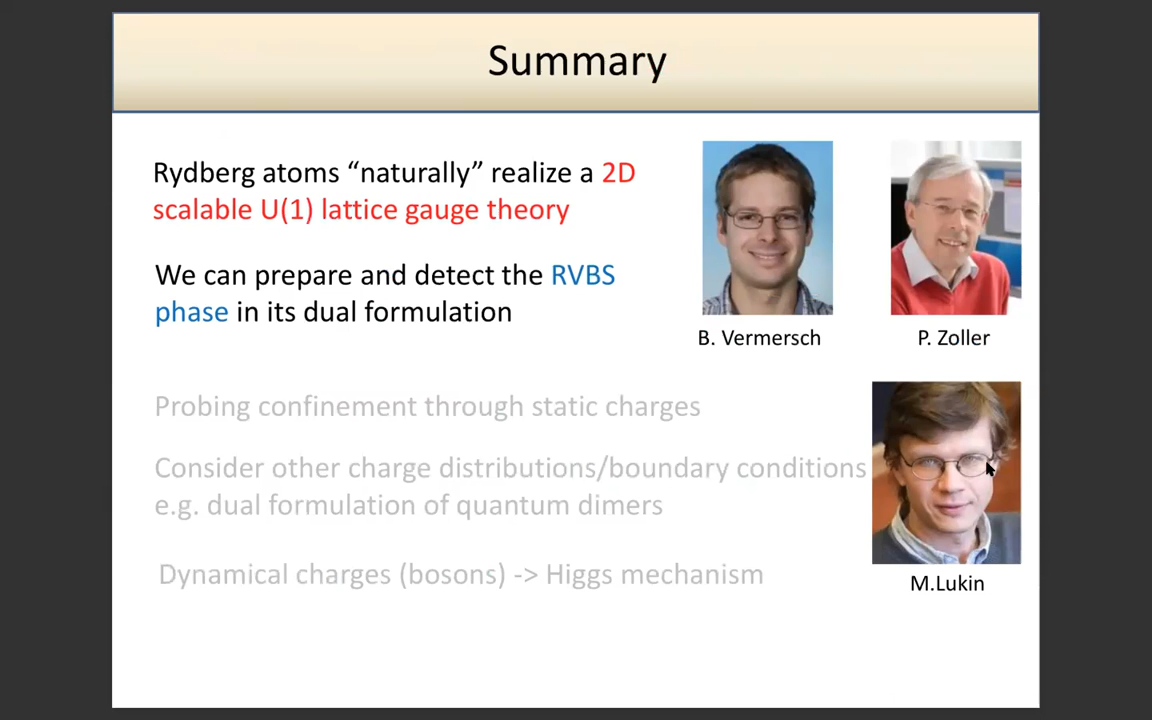 Summary
Rydberg atoms “naturally” realize a 2D
scalable U(1) lattice gauge theory
We can prepare and detect the RVBS
phase in its dual formulation
B. Vermersch
P. Zoller
Probing confinement through static charges
Consider other charge distributions/boundary conditions
e.g. dual formulation of quantum dimers
Dynamical charges (bosons) -> Higgs mechanism
M.Lukin